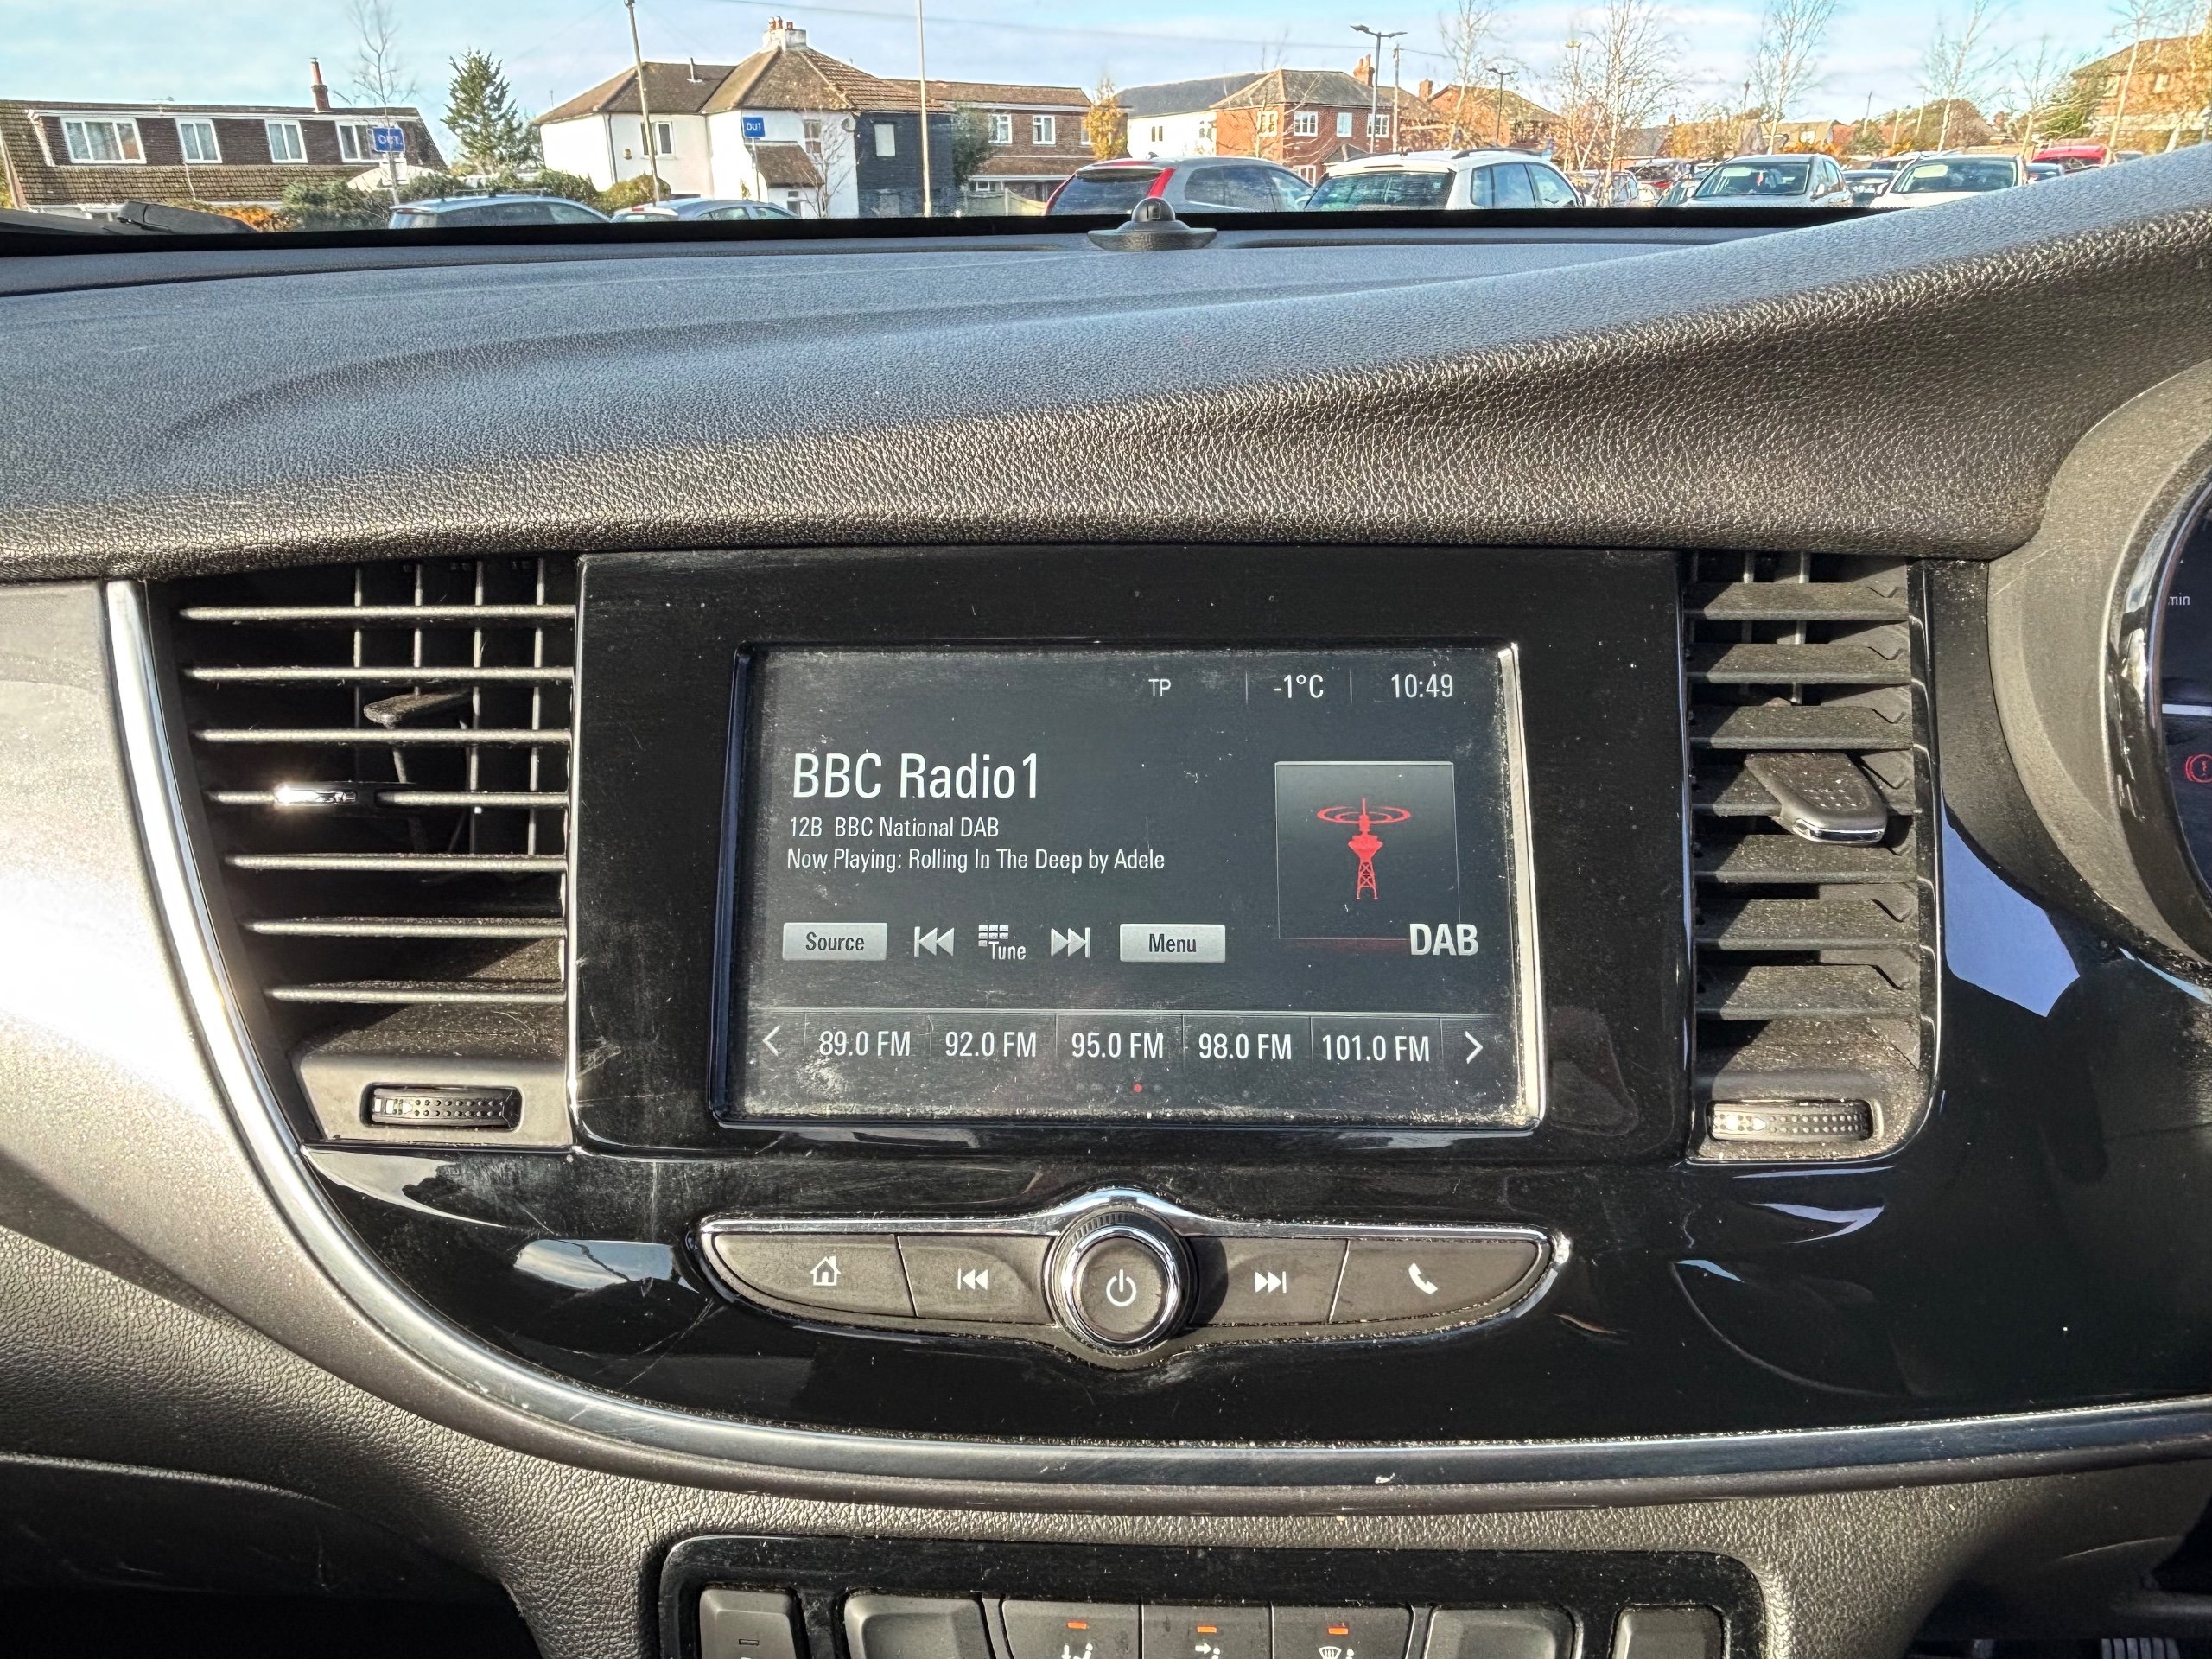 OUT
OUT
TP -1°C 10:49
BBC Radio1
12B BBC National DAB
Now Playing: Rolling In The Deep by Adele
Source Tune Menu
DAB
89.0 FM 92.0 FM 95.0 FM 98.0 FM 101.0 FM
min